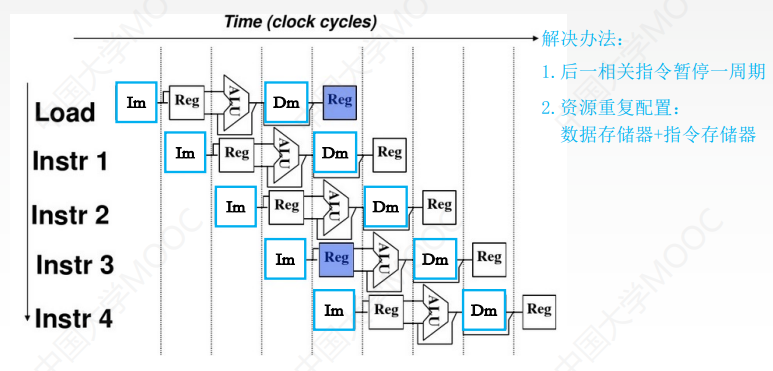 Time (clock cycles)
解决办法：
1. 后一相关指令暂停一周期
2. 资源重复配置：
数据存储器+指令存储器
Load Im Reg ALU Dm Reg
Instr 1 Im Reg ALU Dm Reg
Instr 2 Im Reg ALU Dm Reg
Instr 3 Im Reg ALU Dm Reg
Instr 4 Im Reg ALU Dm Reg
中国大学MOOC